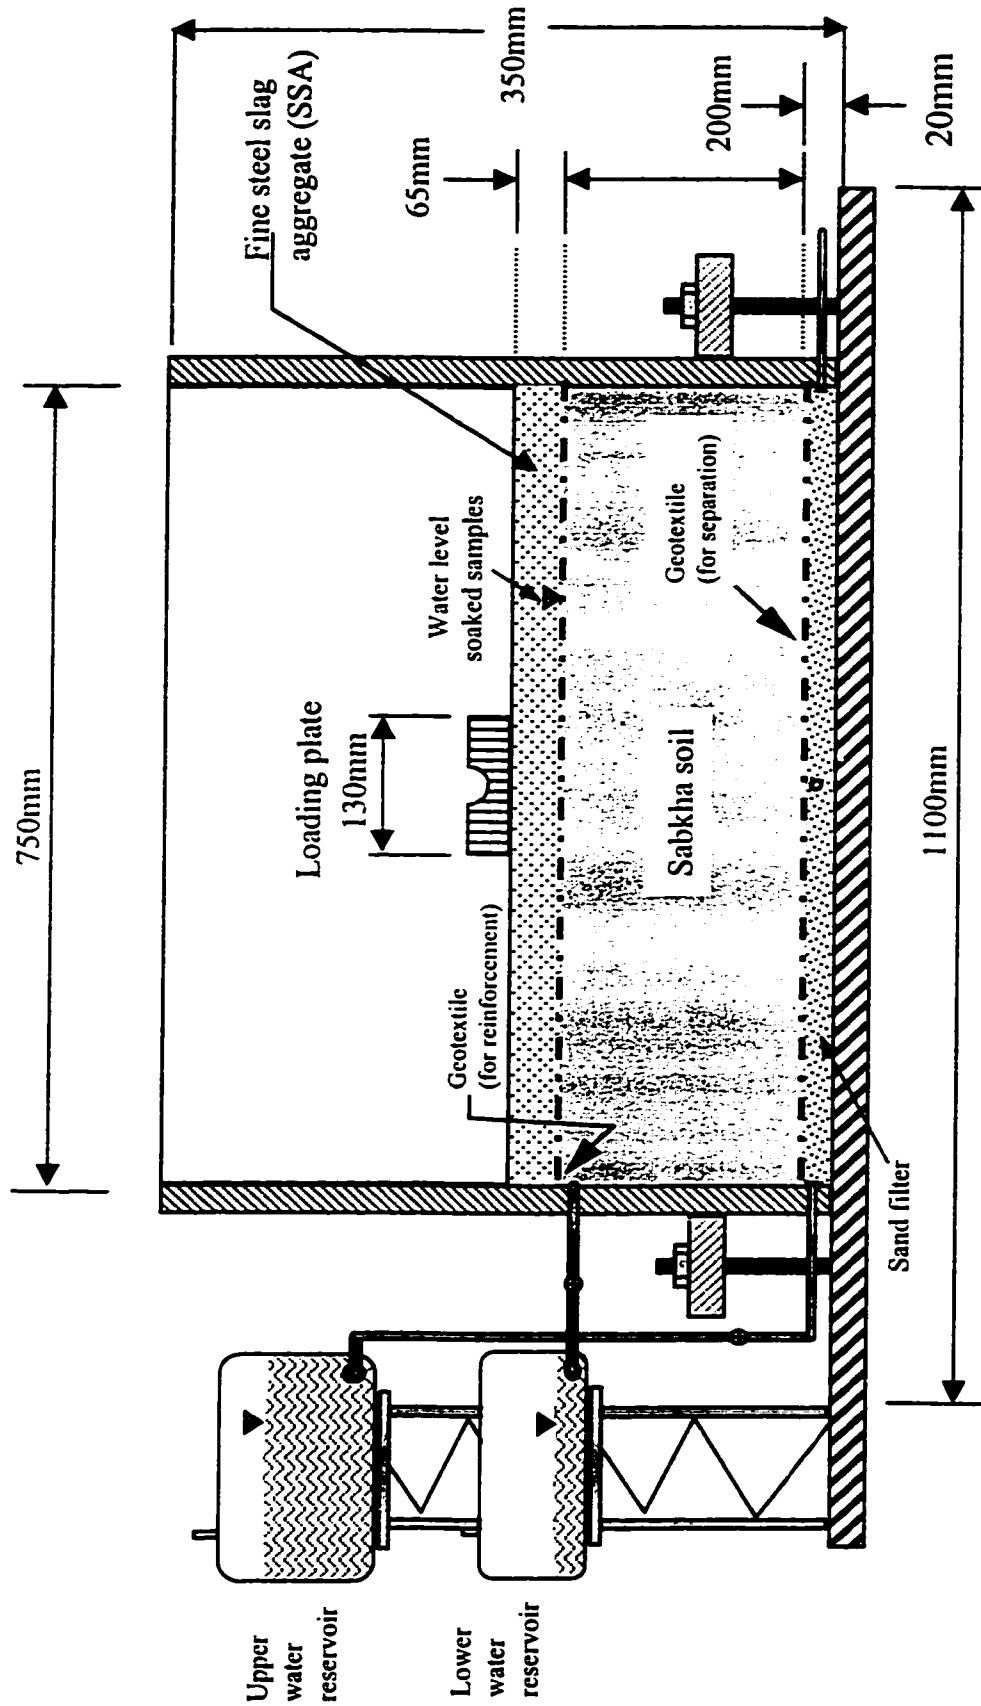 750mm
Loading plate
130mm
Fine steel slag
aggregate (SSA)
350mm
65mm
200mm
20mm
Upper
water
reservoir
Lower
water
reservoir
Geotextile
(for reinforcement)
Water level
soaked samples
Geotextile
(for separation)
Sabkha soil
Sand filter
1100mm